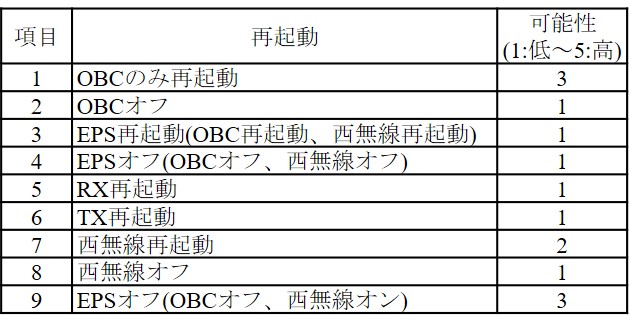 項目 再起動 可能性
(1:低～5:高)
1 OBCのみ再起動 3
2 OBCオフ 1
3 EPS再起動(OBC再起動、西無線再起動) 1
4 EPSオフ(OBCオフ、西無線オフ) 1
5 RX再起動 1
6 TX再起動 1
7 西無線再起動 2
8 西無線オフ 1
9 EPSオフ(OBCオフ、西無線オン) 3